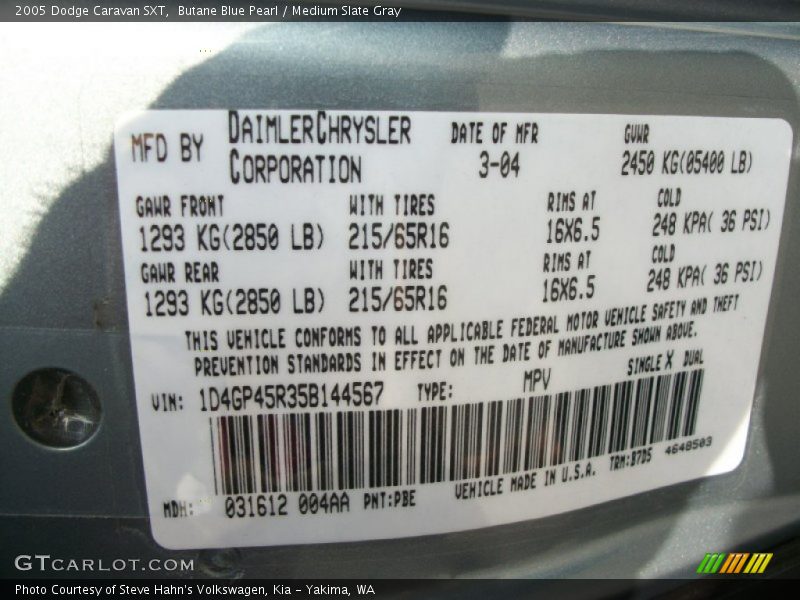 2005 Dodge Caravan SXT, Butane Blue Pearl / Medium Slate Gray
MFD BY DAIMLERCHRYSLER CORPORATION DATE OF MFR 3-04 GVWR 2450 KG(05400 LB)
GAWR FRONT WITH TIRES RIMS AT COLD
1293 KG(2850 LB) 215/65R16 16X6.5 248 KPA( 36 PSI)
GAWR REAR WITH TIRES RIMS AT COLD
1293 KG(2850 LB) 215/65R16 16X6.5 248 KPA( 36 PSI)
THIS VEHICLE CONFORMS TO ALL APPLICABLE FEDERAL MOTOR VEHICLE SAFETY AND THEFT
PREVENTION STANDARDS IN EFFECT ON THE DATE OF MANUFACTURE SHOWN ABOVE.
SINGLE X DUAL
VIN: 1D4GP45R35B144567 TYPE: MPV
MDH: 031612 004AA PNT:PBE VEHICLE MADE IN U.S.A. TRM:B7D5 4648503
GTCARLOT.COM
Photo Courtesy of Steve Hahn's Volkswagen, Kia - Yakima, WA